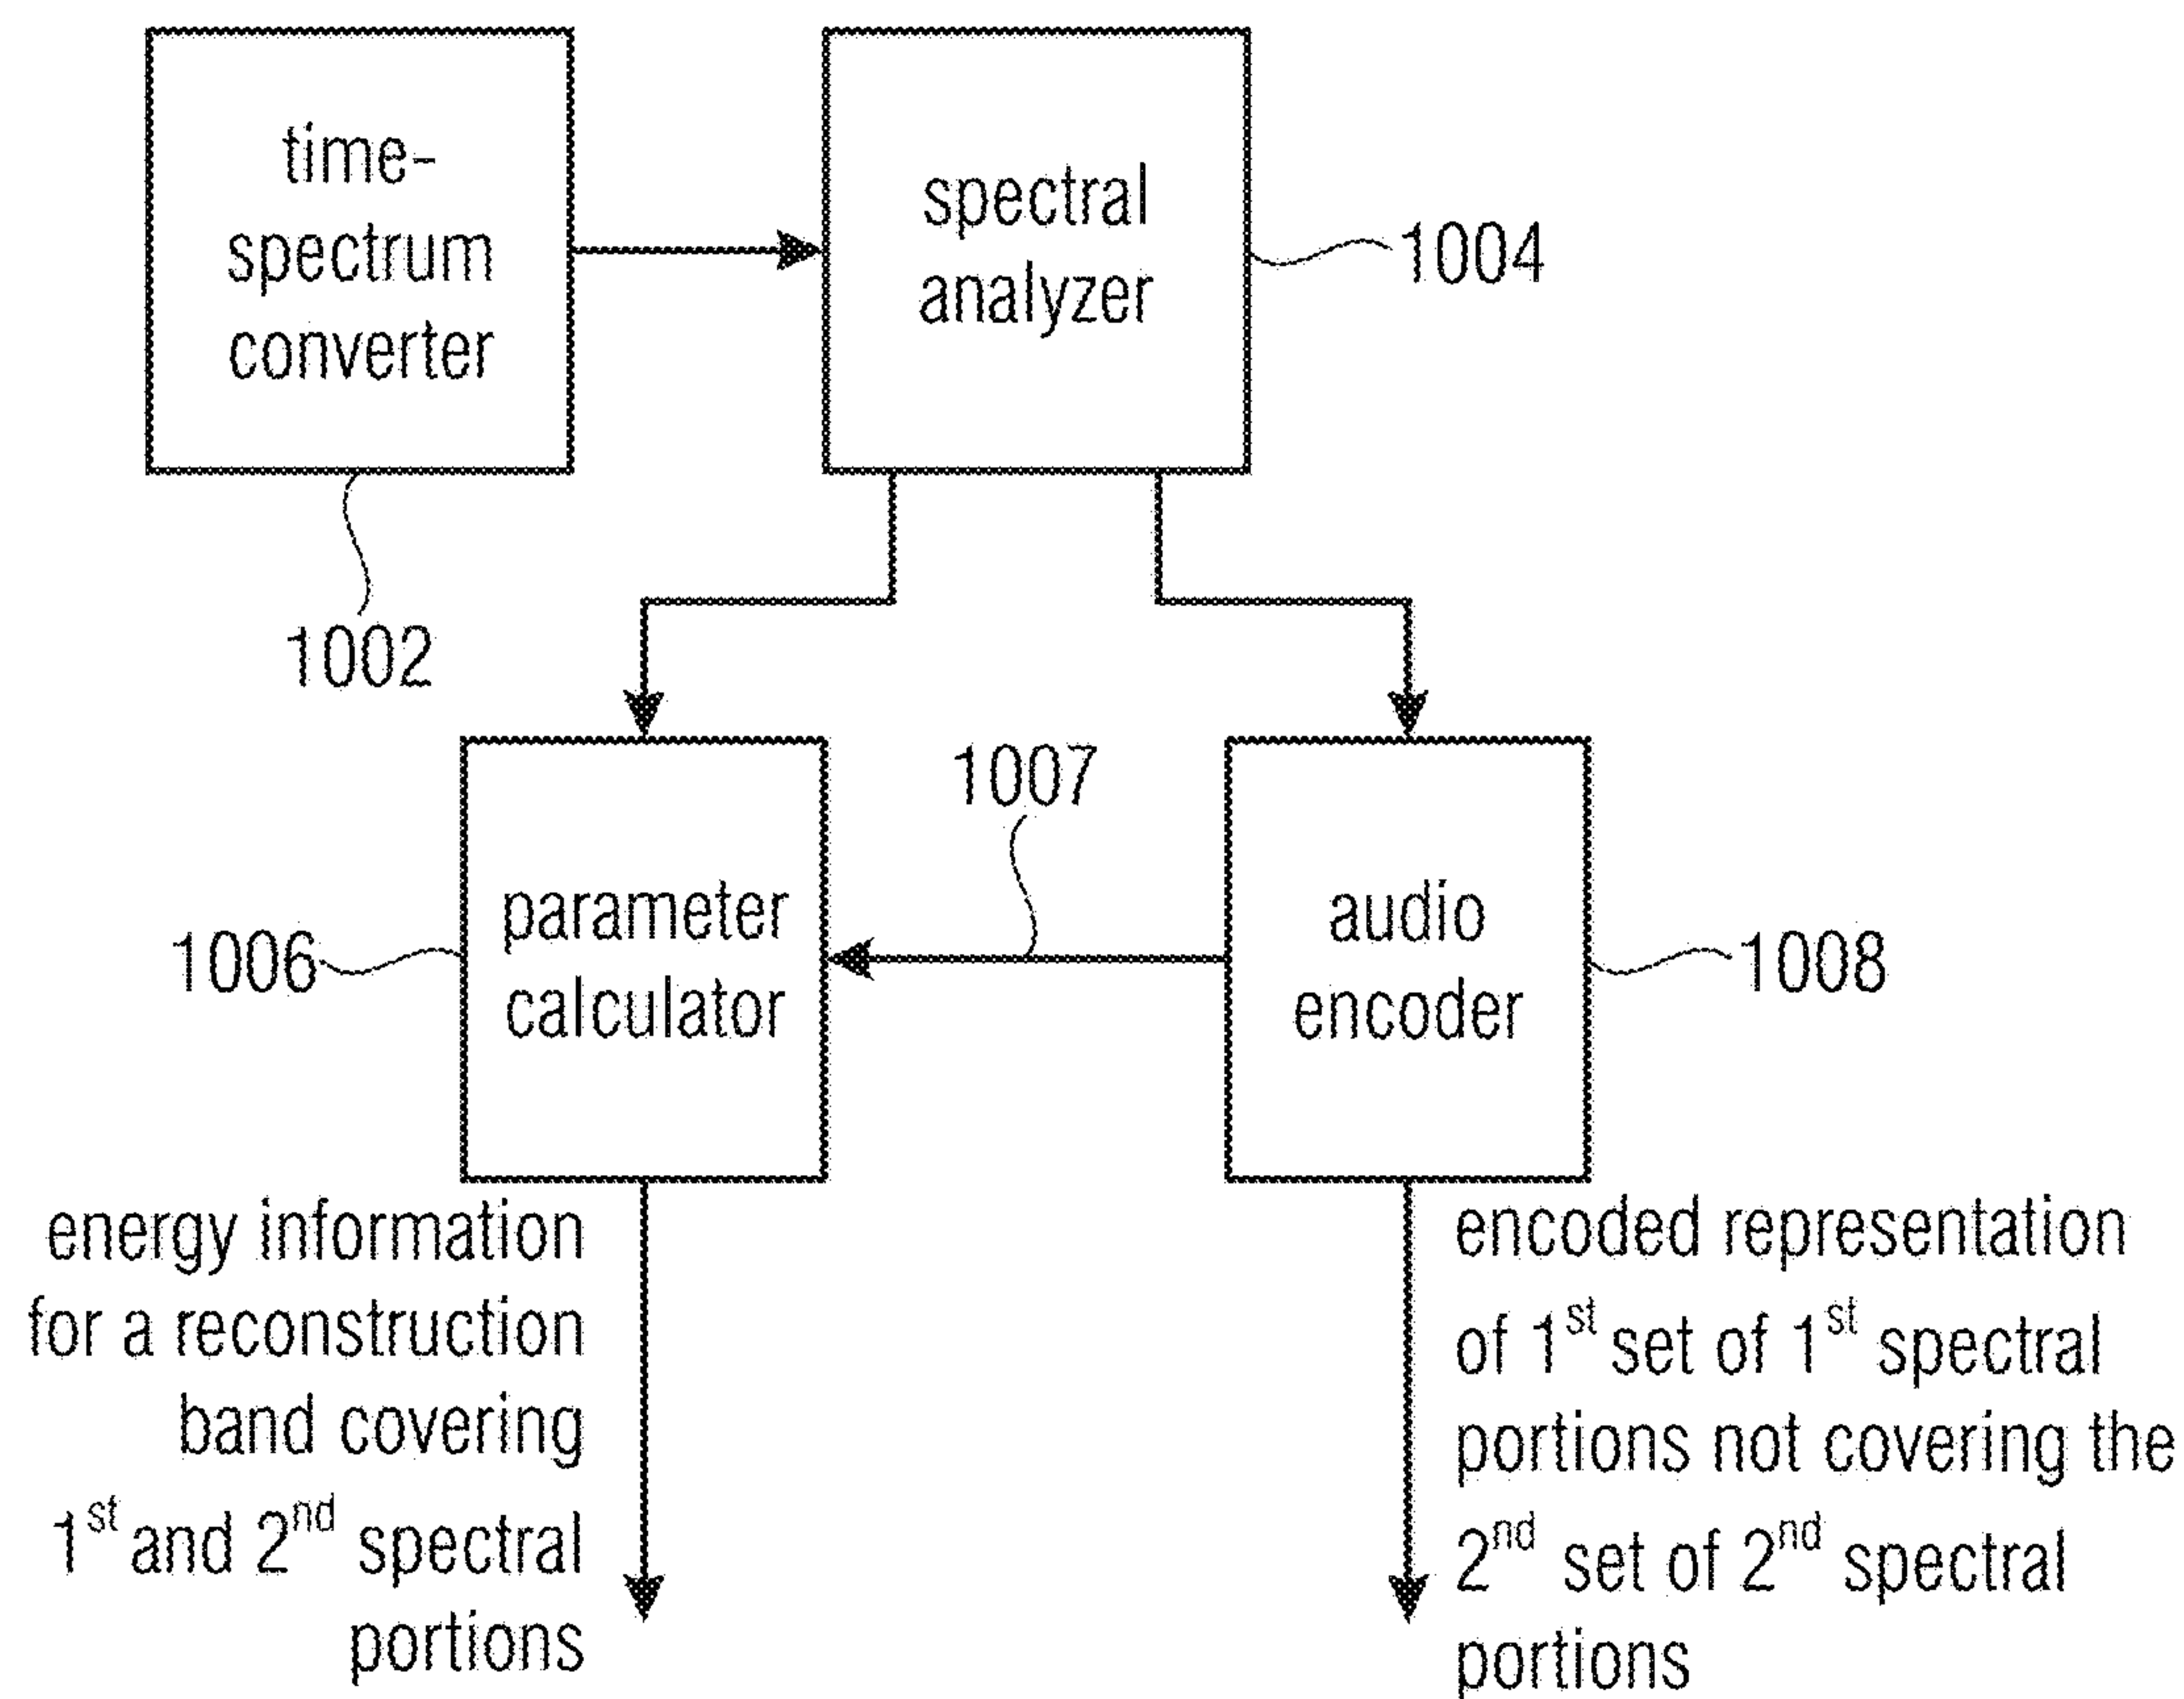 time-
spectrum
converter
spectral
analyzer
1004
1002
1007
parameter
calculator
1006
audio
encoder
1008
energy information
for a reconstruction
band covering
1st and 2nd spectral
portions
encoded representation
of 1st set of 1st spectral
portions not covering the
2nd set of 2nd spectral
portions